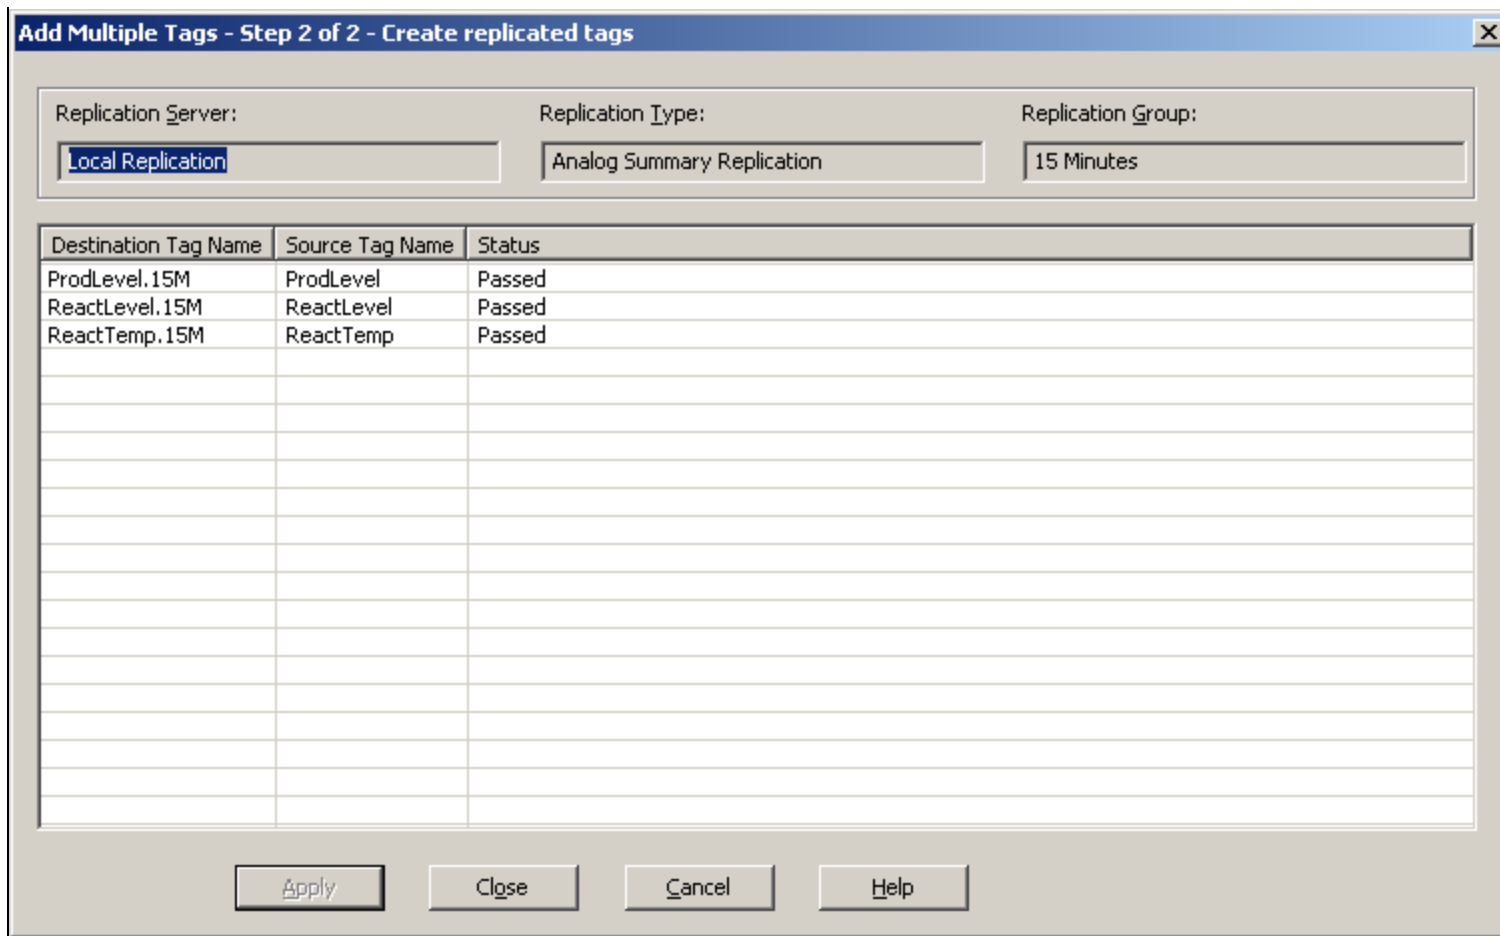 Add Multiple Tags - Step 2 of 2 - Create replicated tags
Replication Server: Replication Type: Replication Group:
Local Replication Analog Summary Replication 15 Minutes
Destination Tag Name Source Tag Name Status
ProdLevel.15M ProdLevel Passed
ReactLevel.15M ReactLevel Passed
ReactTemp.15M ReactTemp Passed
Apply Close Cancel Help